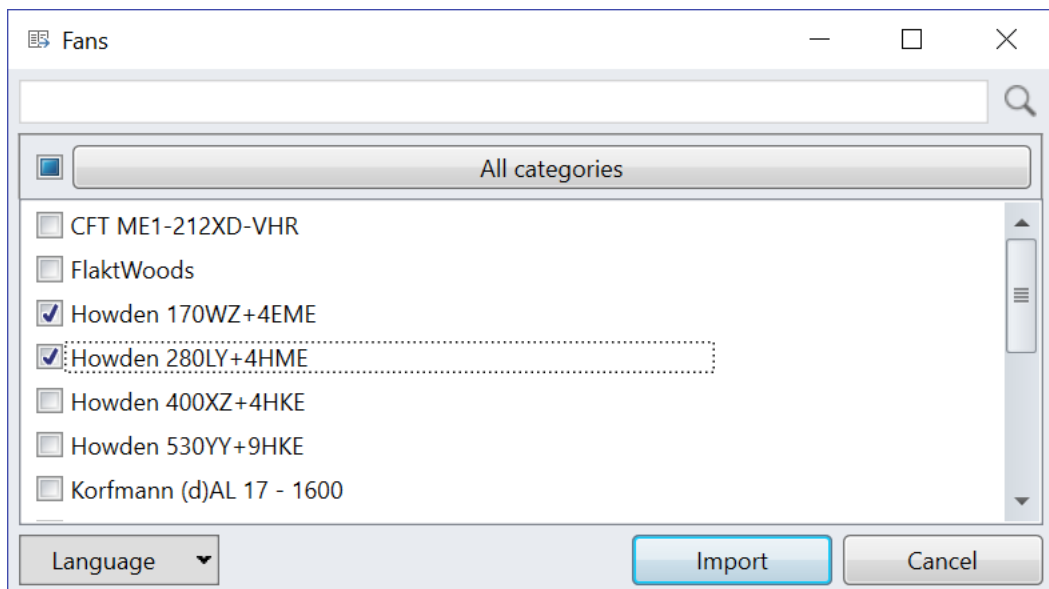 Fans
All categories
CFT ME1-212XD-VHR
FlaktWoods
Howden 170WZ+4EME
Howden 280LY+4HME
Howden 400XZ+4HKE
Howden 530YY+9HKE
Korfmann (d)AL 17 - 1600
Language Import Cancel